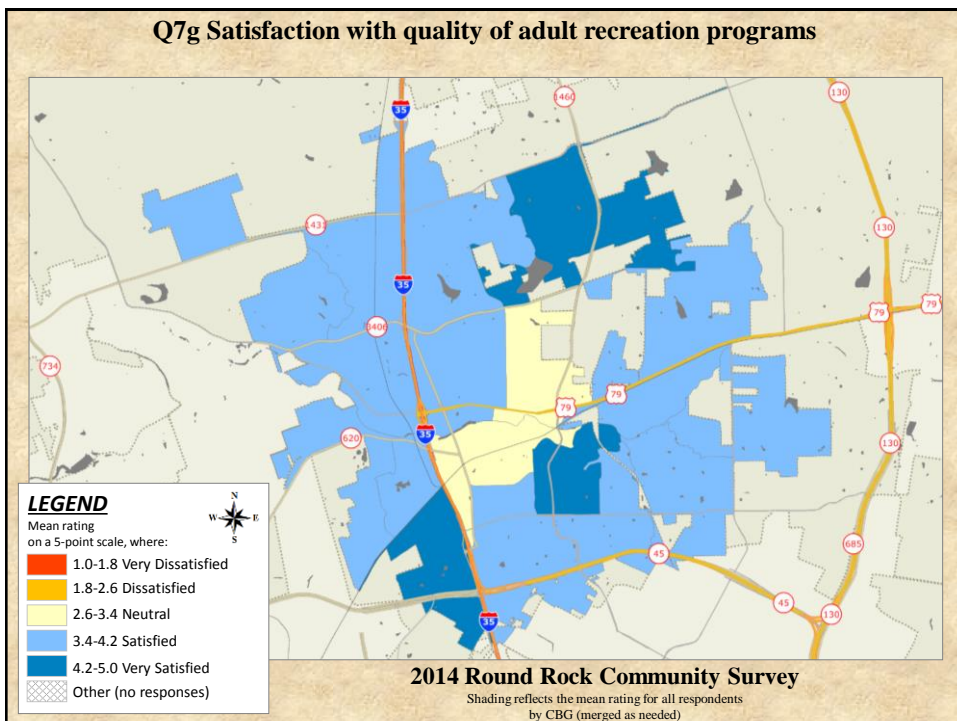 Q7g Satisfaction with quality of adult recreation programs
35
1460
130
1431
130
35
79
79
3406
734
79
79
35
620
130
45
685
45
130
35
LEGEND
N
W E
S
Mean rating
on a 5-point scale, where:
1.0-1.8 Very Dissatisfied
1.8-2.6 Dissatisfied
2.6-3.4 Neutral
3.4-4.2 Satisfied
4.2-5.0 Very Satisfied
Other (no responses)
2014 Round Rock Community Survey
Shading reflects the mean rating for all respondents
by CBG (merged as needed)